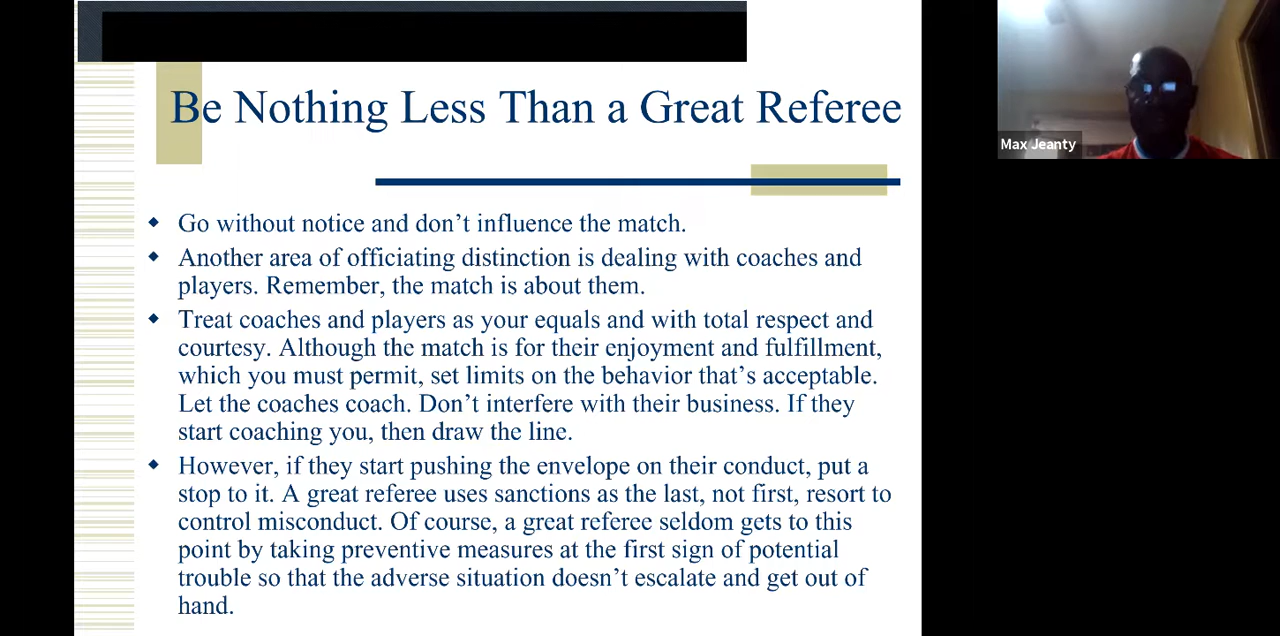 Be Nothing Less Than a Great Referee
Max Jeanty
Go without notice and don’t influence the match.
Another area of officiating distinction is dealing with coaches and
players. Remember, the match is about them.
Treat coaches and players as your equals and with total respect and
courtesy. Although the match is for their enjoyment and fulfillment,
which you must permit, set limits on the behavior that’s acceptable.
Let the coaches coach. Don’t interfere with their business. If they
start coaching you, then draw the line.
However, if they start pushing the envelope on their conduct, put a
stop to it. A great referee uses sanctions as the last, not first, resort to
control misconduct. Of course, a great referee seldom gets to this
point by taking preventive measures at the first sign of potential
trouble so that the adverse situation doesn’t escalate and get out of
hand.